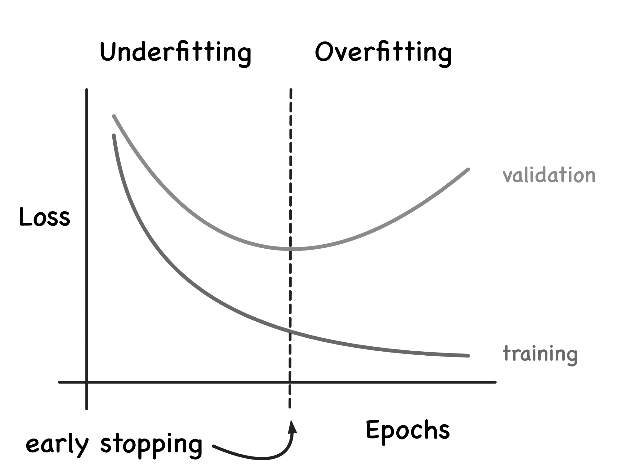 Underfitting
Overfitting
validation
Loss
training
Epochs
early stopping